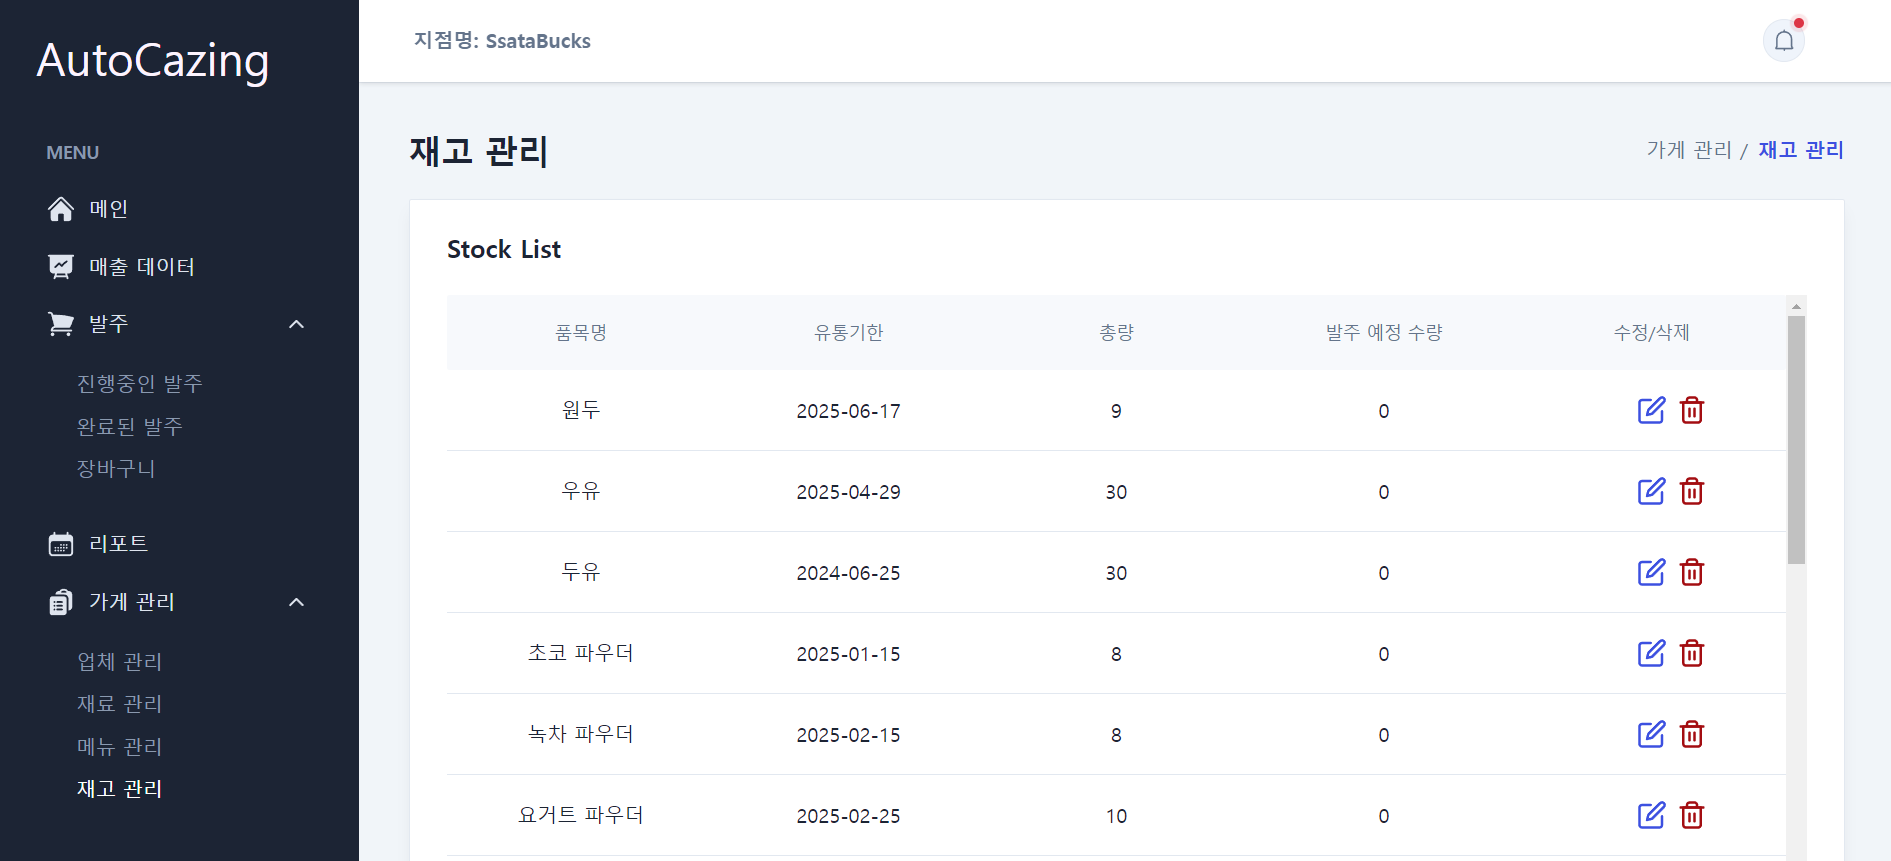 AutoCazing
MENU
메인
매출 데이터
발주
진행중인 발주
완료된 발주
장바구니
리포트
가게 관리
업체 관리
재료 관리
메뉴 관리
재고 관리
지점명: SsataBucks
재고 관리
가게 관리 / 재고 관리
Stock List
품목명 유통기한 총량 발주 예정 수량 수정/삭제
원두 2025-06-17 9 0
우유 2025-04-29 30 0
두유 2024-06-25 30 0
초코 파우더 2025-01-15 8 0
녹차 파우더 2025-02-15 8 0
요거트 파우더 2025-02-25 10 0